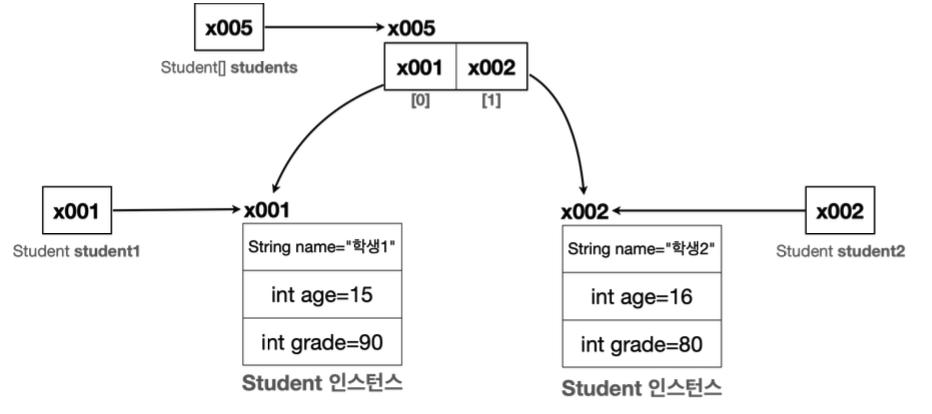 x005
x005
Student[] students
x001 x002
[0] [1]
x001
x001
x002
x002
Student student1
Student student2
String name="학생1"
String name="학생2"
int age=15
int age=16
int grade=90
int grade=80
Student 인스턴스
Student 인스턴스